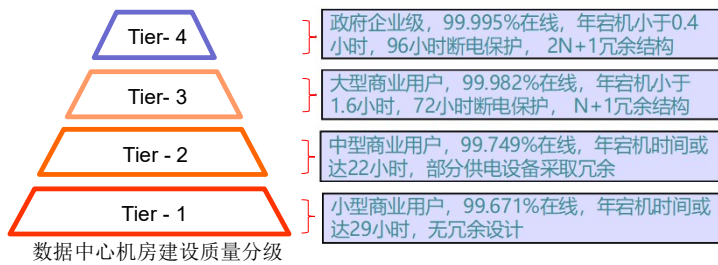 Tier- 4
政府企业级，99.995%在线，年宕机小于0.4
小时，96小时断电保护， 2N+1冗余结构
Tier- 3
大型商业用户，99.982%在线，年宕机小于
1.6小时，72小时断电保护， N+1冗余结构
Tier - 2
中型商业用户，99.749%在线，年宕机时间或
达22小时，部分供电设备采取冗余
Tier - 1
小型商业用户，99.671%在线，年宕机时间或
达29小时，无冗余设计
数据中心机房建设质量分级